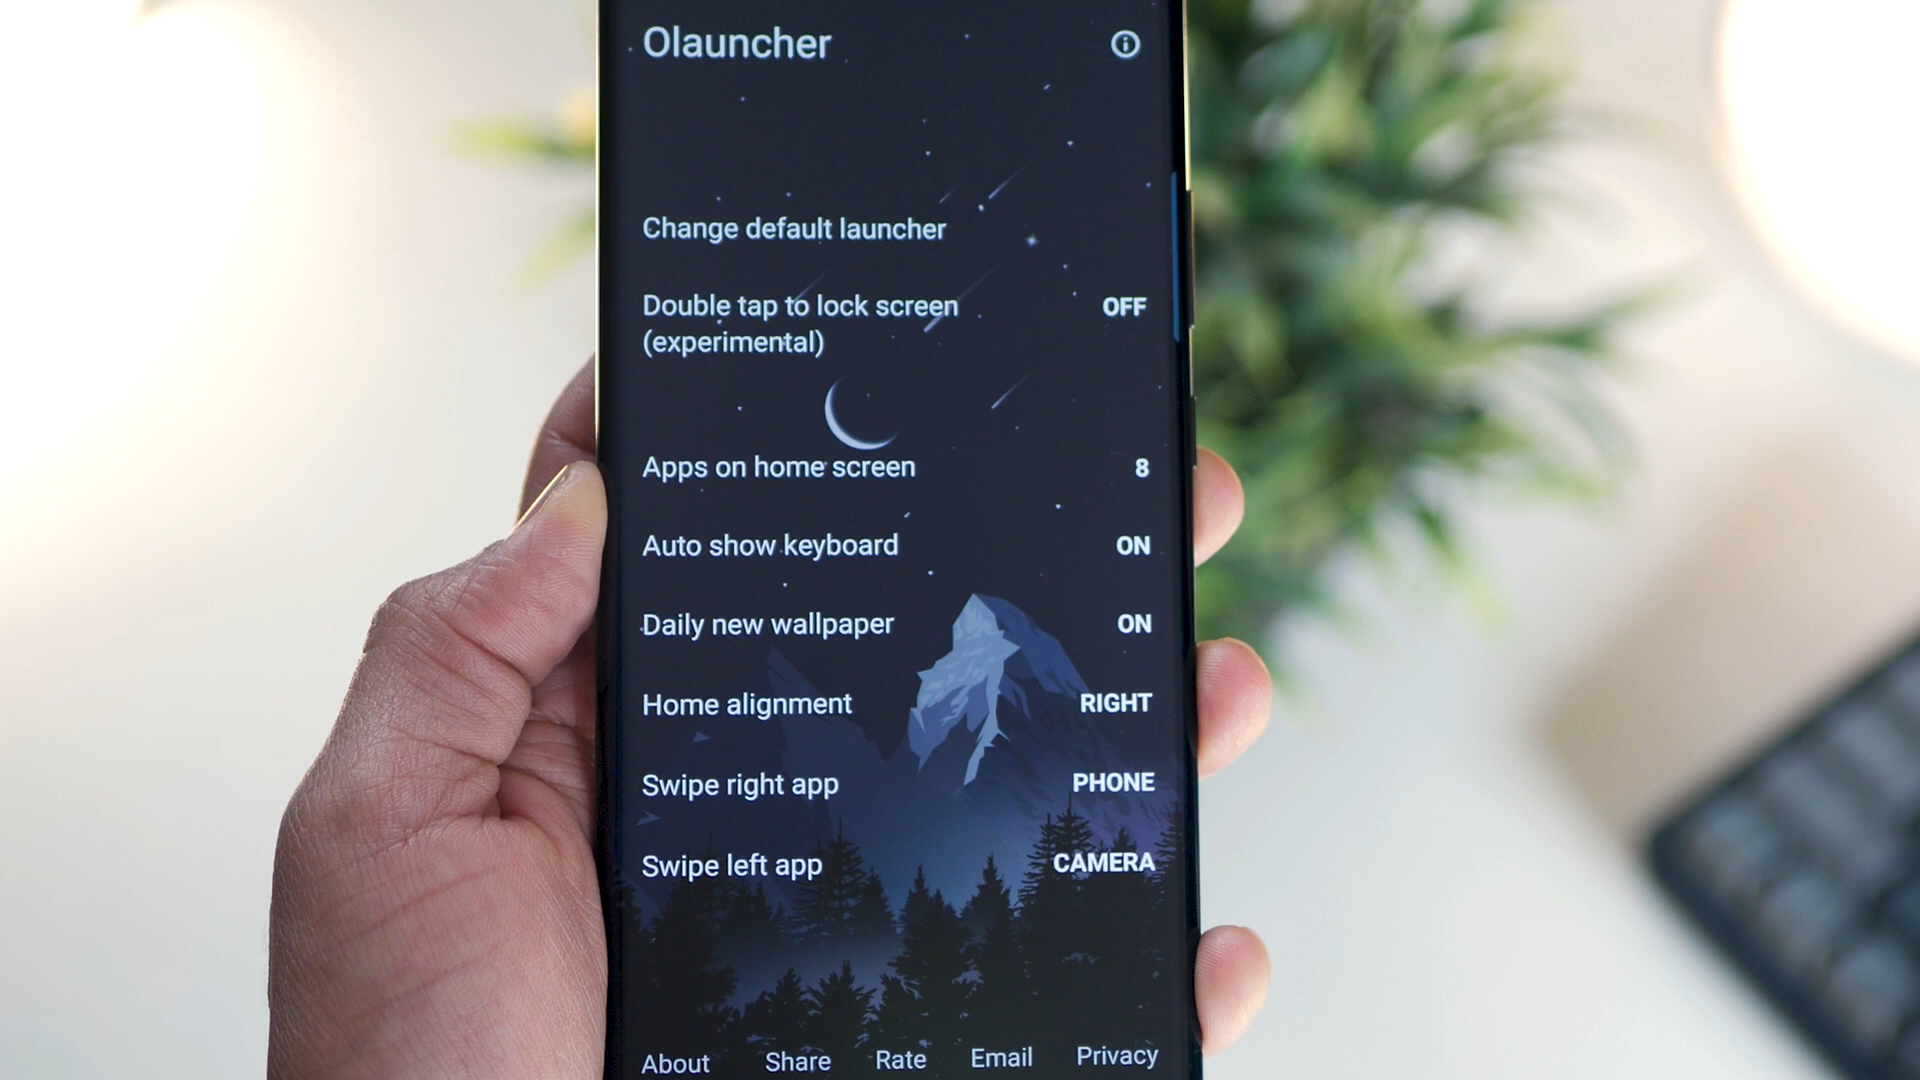 Olauncher
Change default launcher
Double tap to lock screen OFF
(experimental)
Apps on home screen 8
Auto show keyboard ON
Daily new wallpaper ON
Home alignment RIGHT
Swipe right app PHONE
Swipe left app CAMERA
About Share Rate Email Privacy